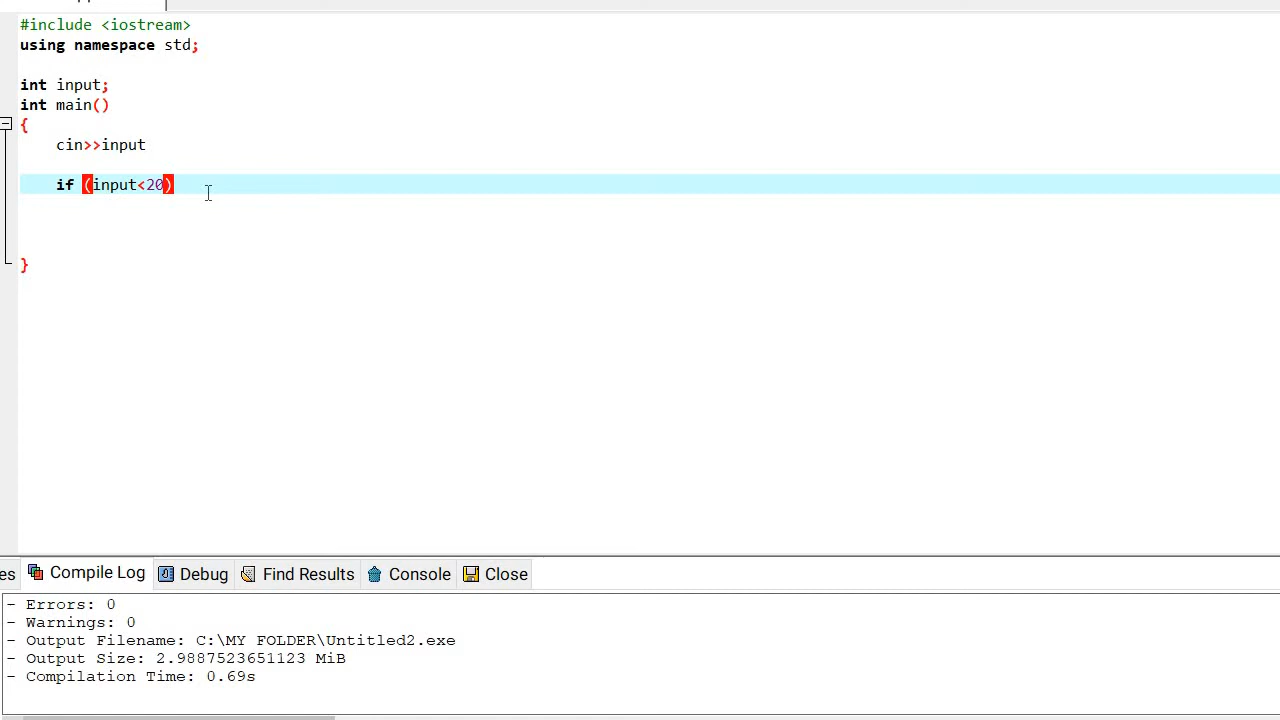 #include <iostream>
using namespace std;
int input;
int main()
{
cin>>input
if (input<20)
}
es Compile Log Debug Find Results Console Close
- Errors: 0
- Warnings: 0
- Output Filename: C:\MY FOLDER\Untitled2.exe
- Output Size: 2.9887523651123 MiB
- Compilation Time: 0.69s